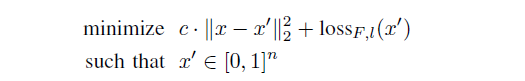 minimize c · ||x − x′||₂² + loss_{F,l}(x′)
such that x′ ∈ [0, 1]ⁿ